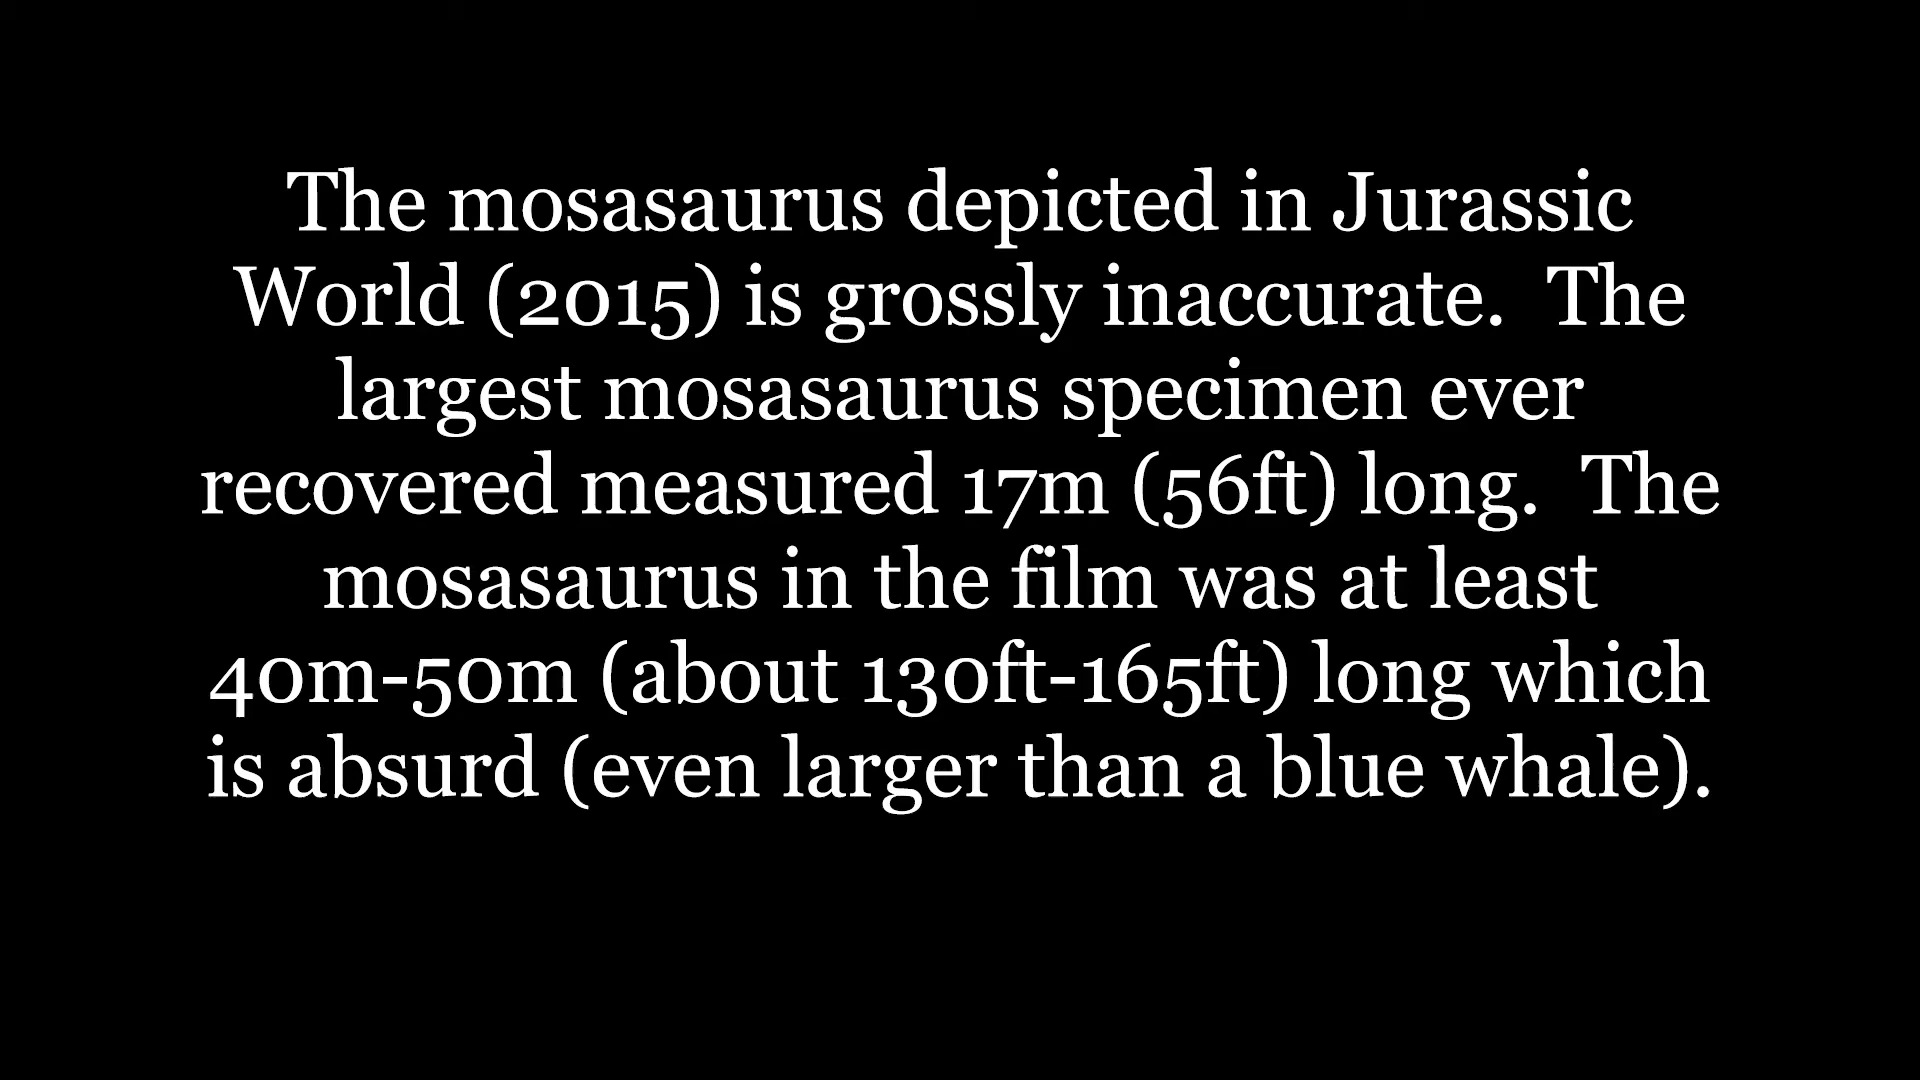 The mosasaurus depicted in Jurassic
World (2015) is grossly inaccurate.  The
largest mosasaurus specimen ever
recovered measured 17m (56ft) long.  The
mosasaurus in the film was at least
40m-50m (about 130ft-165ft) long which
is absurd (even larger than a blue whale).